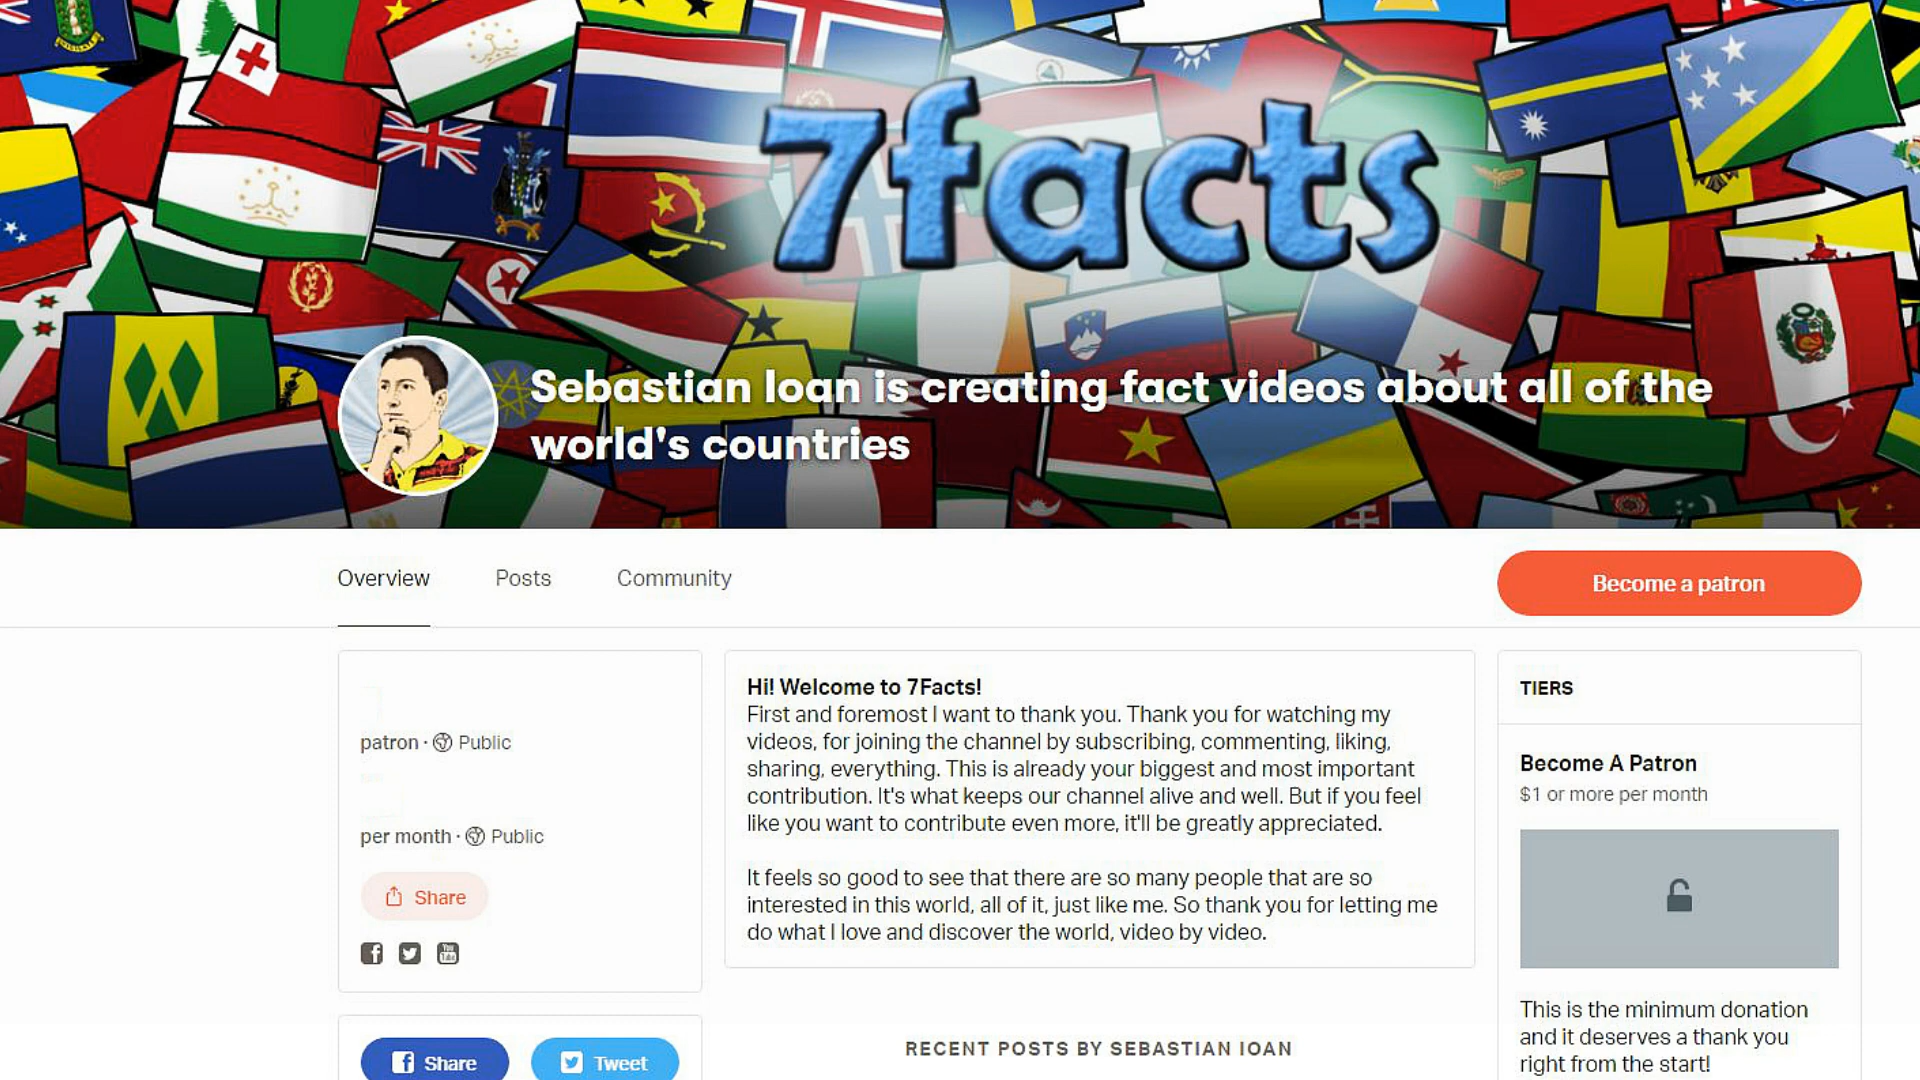 7facts
Sebastian Ioan is creating fact videos about all of the
world's countries
Overview
Posts
Community
Become a patron
patron · Public
per month · Public
Share
Share
Tweet
Hi! Welcome to 7Facts!
First and foremost I want to thank you. Thank you for watching my
videos, for joining the channel by subscribing, commenting, liking,
sharing, everything. This is already your biggest and most important
contribution. It's what keeps our channel alive and well. But if you feel
like you want to contribute even more, it'll be greatly appreciated.
It feels so good to see that there are so many people that are so
interested in this world, all of it, just like me. So thank you for letting me
do what I love and discover the world, video by video.
RECENT POSTS BY SEBASTIAN IOAN
TIERS
Become A Patron
$1 or more per month
This is the minimum donation
and it deserves a thank you
right from the start!